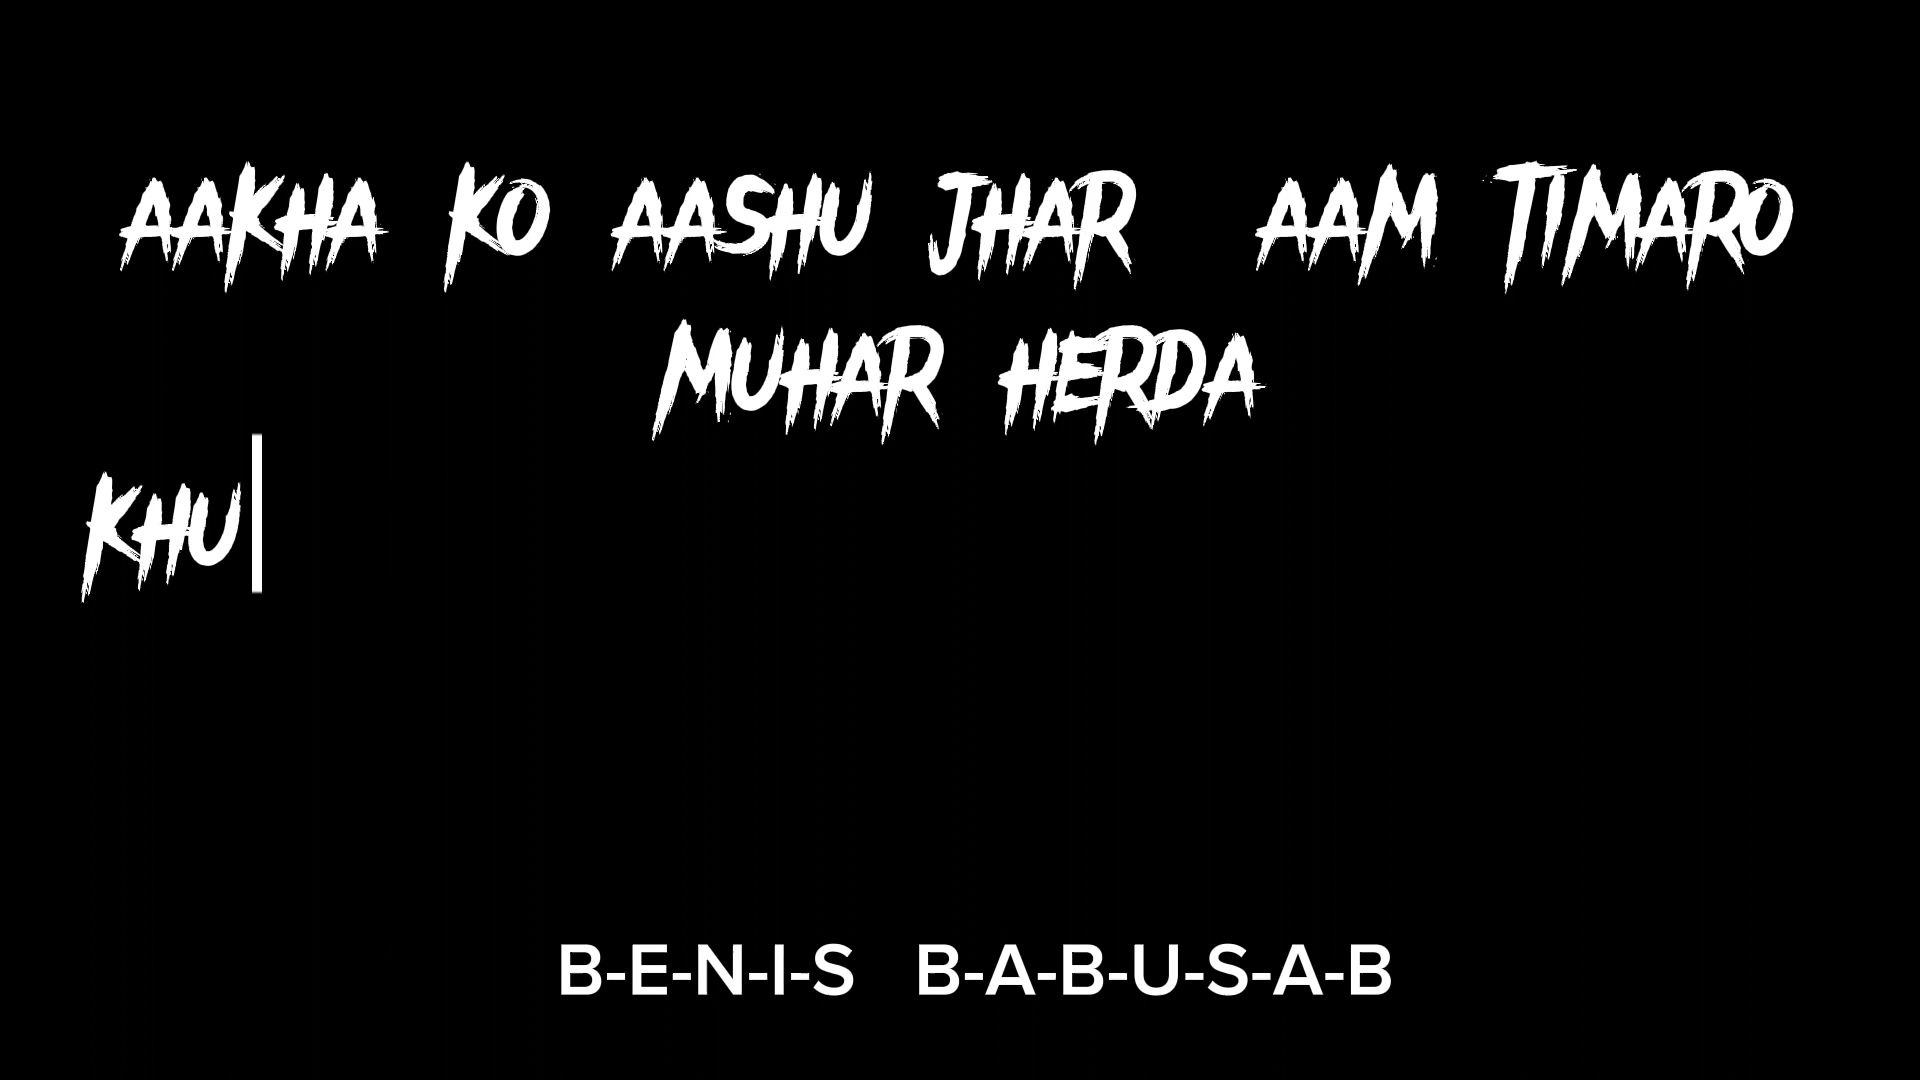 AAKHA KO AASHU JHAR AAM TIMARO
MUHAR HERDA
KHU
B-E-N-I-S B-A-B-U-S-A-B